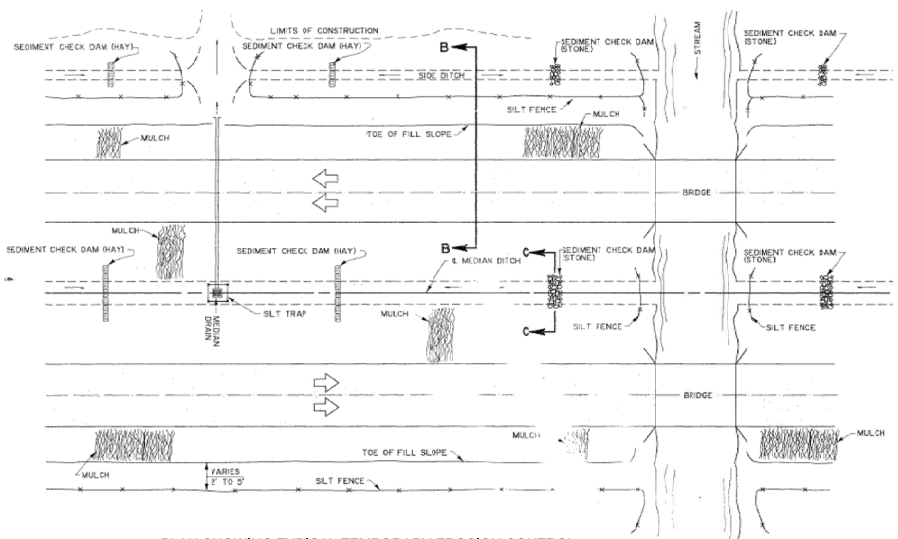 LIMITS OF CONSTRUCTION
SEDIMENT CHECK DAM (HAY)
SEDIMENT CHECK DAM (HAY)
B
SEDIMENT CHECK DAM
(STONE)
STREAM
SEDIMENT CHECK DAM
(STONE)
SIDE DITCH
SILT FENCE
MULCH
TOE OF FILL SLOPE
MULCH
BRIDGE
MULCH
SEDIMENT CHECK DAM (HAY)
SEDIMENT CHECK DAM (HAY)
B
℄ MEDIAN DITCH
C
SEDIMENT CHECK DAM
(STONE)
SEDIMENT CHECK DAM
(STONE)
SILT TRAP
MEDIAN
DRAIN
MULCH
C
SILT FENCE
SILT FENCE
BRIDGE
MULCH
MULCH
TOE OF FILL SLOPE
MULCH
VARIES
2' TO 5'
SILT FENCE